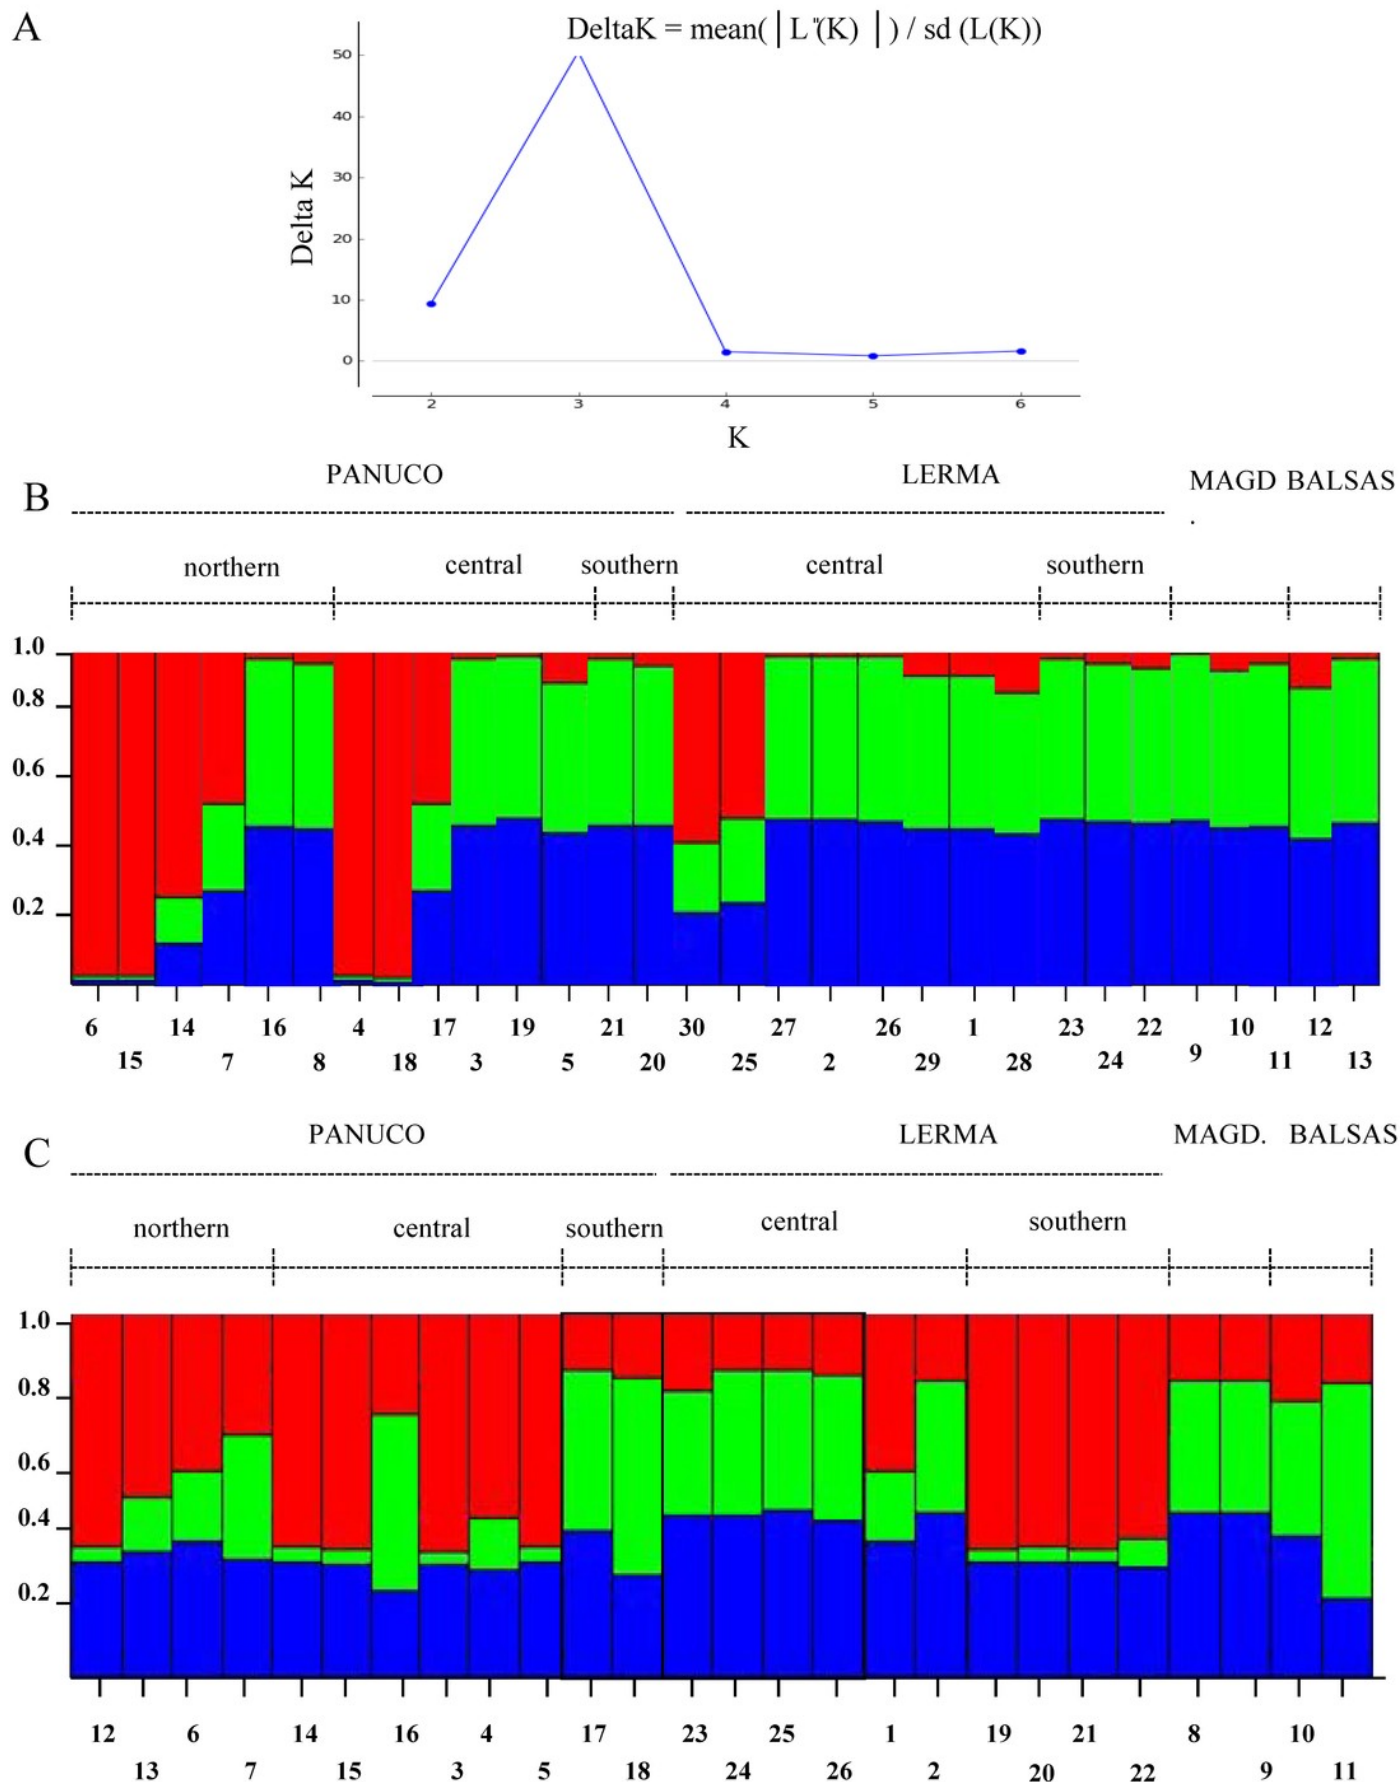 A
DeltaK = mean( | L"(K) | ) / sd (L(K))
50
40
30
20
10
0
Delta K
2 3 4 5 6
K
B
PANUCO LERMA MAGD BALSAS
.
northern central southern central southern
1.0
0.8
0.6
0.4
0.2
6 14 16 4 17 19 21 30 27 26 1 23 22 10 12
15 7 8 18 3 5 20 25 2 29 28 24 9 11 13
C
PANUCO LERMA MAGD. BALSAS
northern central southern central southern
1.0
0.8
0.6
0.4
0.2
12 6 14 16 4 17 23 25 1 19 21 8 10
13 7 15 3 5 18 24 26 2 20 22 9 11